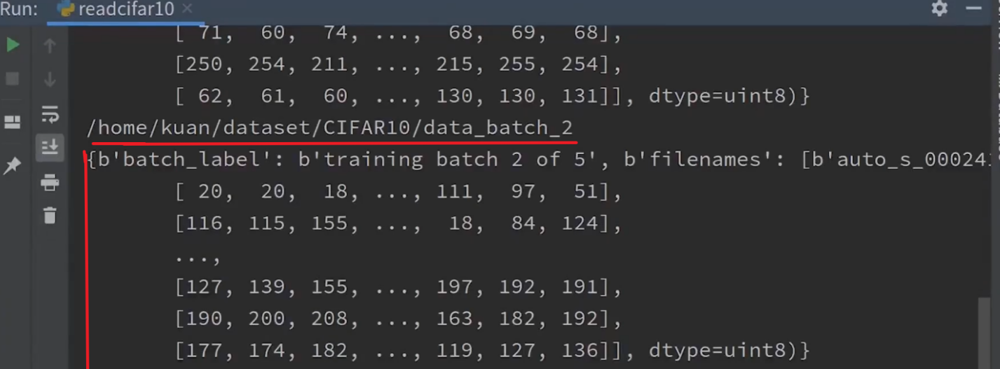 Run: readcifar10 ×
[ 71, 60, 74, ..., 68, 69, 68],
[250, 254, 211, ..., 215, 255, 254],
[ 62, 61, 60, ..., 130, 130, 131]], dtype=uint8)}
/home/kuan/dataset/CIFAR10/data_batch_2
{b'batch_label': b'training batch 2 of 5', b'filenames': [b'auto_s_000241
[ 20, 20, 18, ..., 111, 97, 51],
[116, 115, 155, ..., 18, 84, 124],
...,
[127, 139, 155, ..., 197, 192, 191],
[190, 200, 208, ..., 163, 182, 192],
[177, 174, 182, ..., 119, 127, 136]], dtype=uint8)}